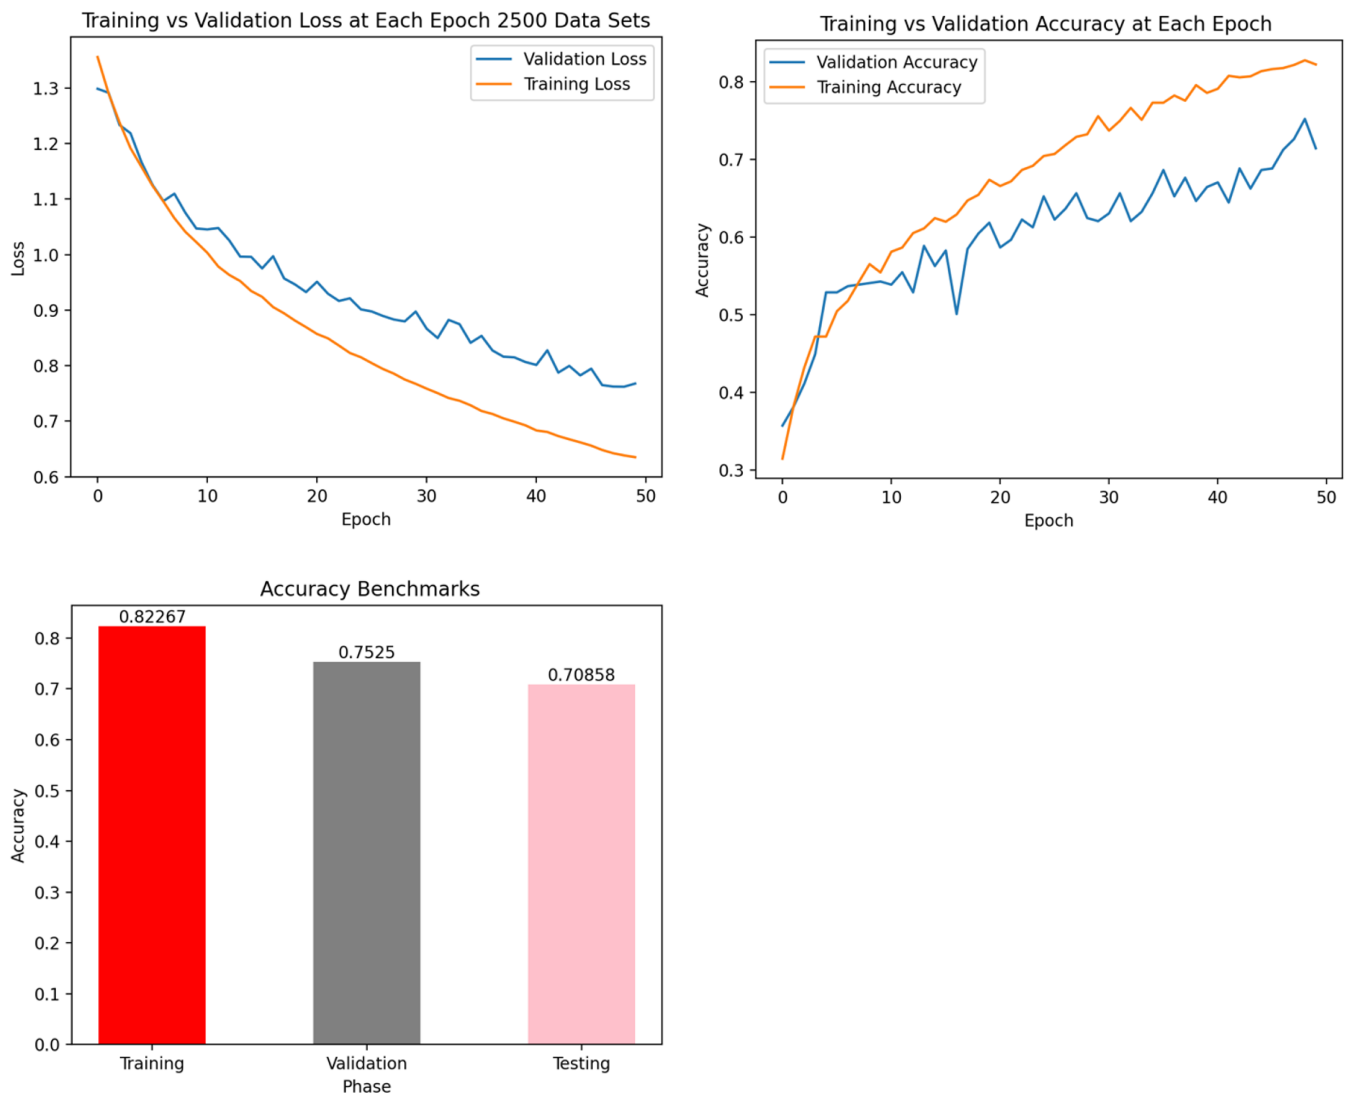 Training vs Validation Loss at Each Epoch 2500 Data Sets
Validation Loss
Training Loss
1.3
1.2
1.1
1.0
0.9
0.8
0.7
0.6
Loss
0 10 20 30 40 50
Epoch
Training vs Validation Accuracy at Each Epoch
Validation Accuracy
Training Accuracy
0.8
0.7
0.6
0.5
0.4
0.3
Accuracy
0 10 20 30 40 50
Epoch
Accuracy Benchmarks
0.82267
0.7525
0.70858
0.8
0.7
0.6
0.5
0.4
0.3
0.2
0.1
0.0
Accuracy
Training Validation Testing
Phase